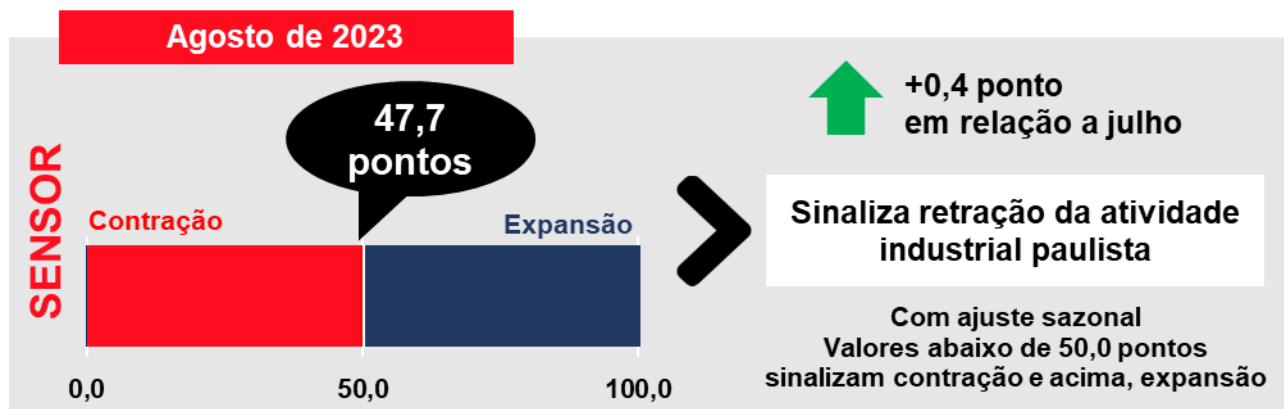 Agosto de 2023
SENSOR
47,7
pontos
Contração
Expansão
0,0
50,0
100,0
+0,4 ponto
em relação a julho
Sinaliza retração da atividade
industrial paulista
Com ajuste sazonal
Valores abaixo de 50,0 pontos
sinalizam contração e acima, expansão